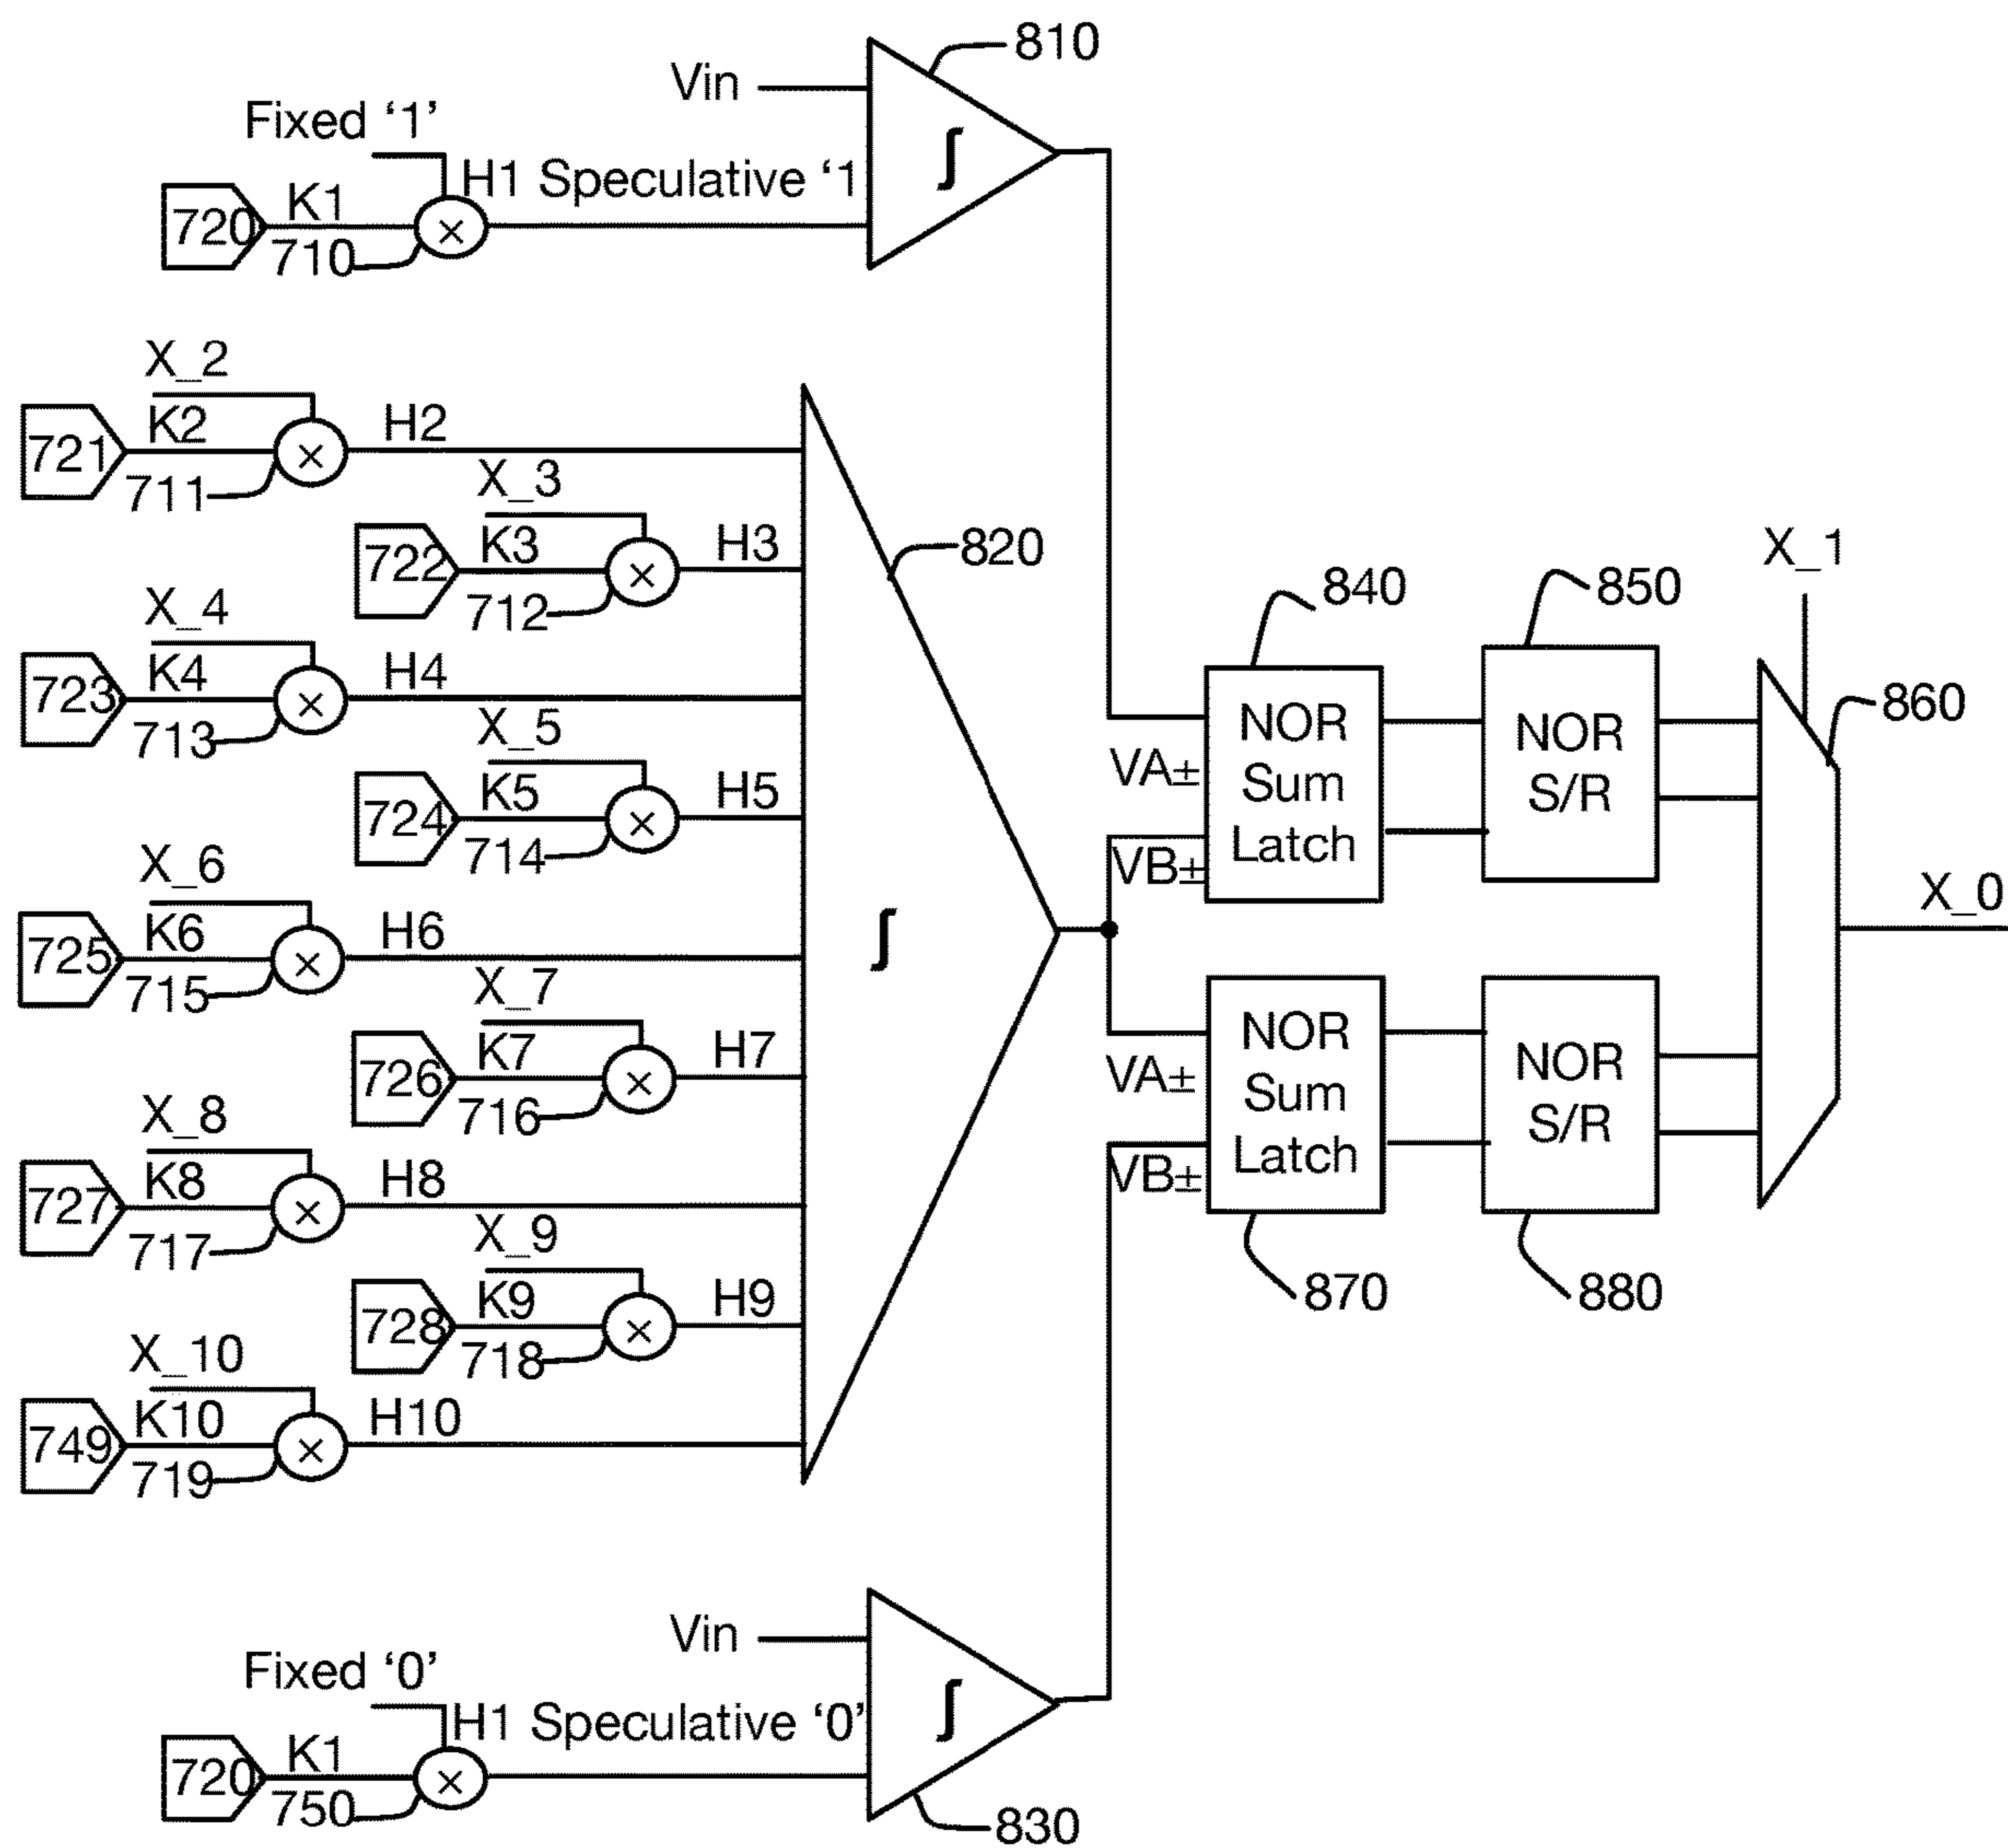 810
Vin
Fixed ‘1’
∫
H1 Speculative ‘1
720
K1
×
710
X_2
721
K2
×
H2
711
X_3
722
K3
×
H3
712
820
X_4
723
K4
×
H4
713
X_5
724
K5
×
H5
714
X_6
725
K6
×
H6
715
X_7
726
K7
×
H7
716
X_8
727
K8
×
H8
717
X_9
728
K9
×
H9
718
X_10
749
K10
×
H10
719
∫
X_1
840
850
860
NOR
Sum
Latch
NOR
S/R
VA±
VB±
X_0
NOR
Sum
Latch
NOR
S/R
VA±
VB±
870
880
Vin
Fixed ‘0’
∫
H1 Speculative ‘0’
720
K1
×
750
830